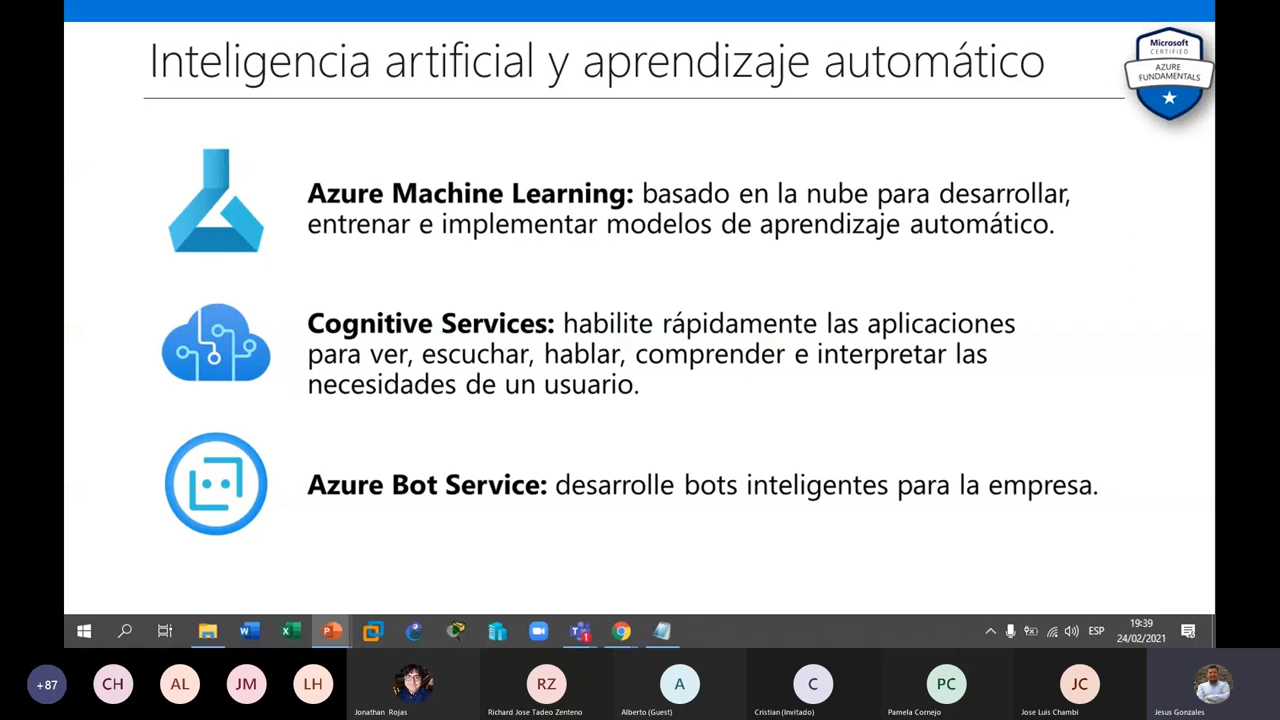 Inteligencia artificial y aprendizaje automático
Microsoft
CERTIFIED
AZURE
FUNDAMENTALS
Azure Machine Learning: basado en la nube para desarrollar,
entrenar e implementar modelos de aprendizaje automático.
Cognitive Services: habilite rápidamente las aplicaciones
para ver, escuchar, hablar, comprender e interpretar las
necesidades de un usuario.
Azure Bot Service: desarrolle bots inteligentes para la empresa.
ESP
19:39
24/02/2021
+87
CH
AL
JM
LH
Jonathan Rojas
RZ
Richard Jose Tadeo Zenteno
A
Alberto (Guest)
C
Cristian (Invitado)
PC
Pamela Cornejo
JC
Jose Luis Chambi
Jesus Gonzales